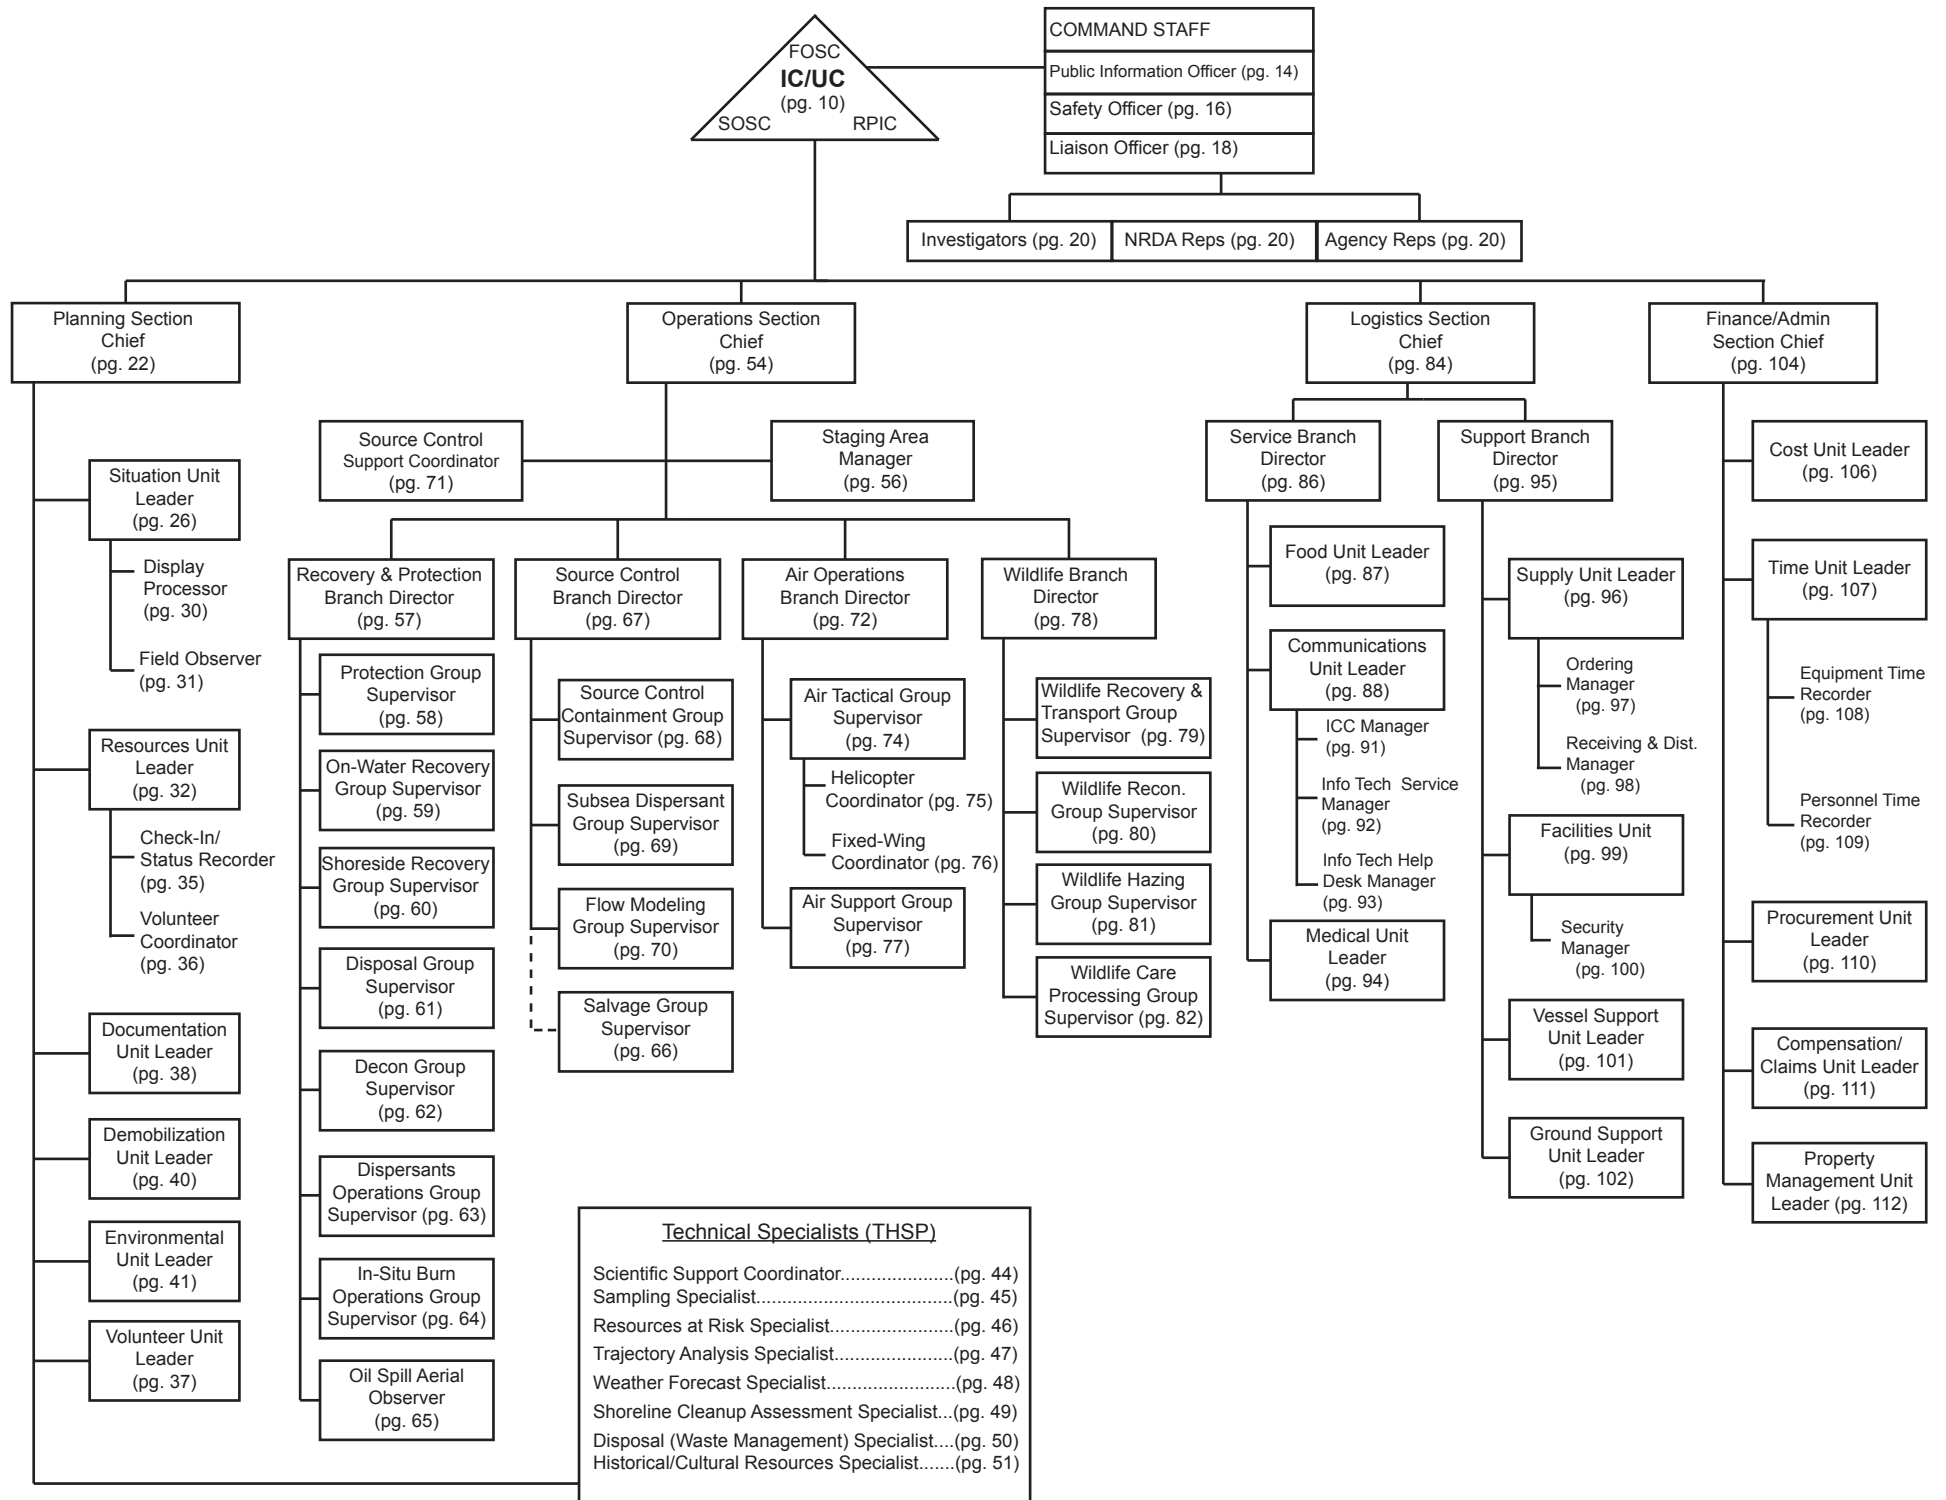 FOSC
IC/UC
(pg. 10)
SOSC RPIC
COMMAND STAFF
Public Information Officer (pg. 14)
Safety Officer (pg. 16)
Liaison Officer (pg. 18)
Investigators (pg. 20)
NRDA Reps (pg. 20)
Agency Reps (pg. 20)
Planning Section
Chief
(pg. 22)
Operations Section
Chief
(pg. 54)
Logistics Section
Chief
(pg. 84)
Finance/Admin
Section Chief
(pg. 104)
Situation Unit
Leader
(pg. 26)
Display
Processor
(pg. 30)
Field Observer
(pg. 31)
Resources Unit
Leader
(pg. 32)
Check-In/
Status Recorder
(pg. 35)
Volunteer
Coordinator
(pg. 36)
Documentation
Unit Leader
(pg. 38)
Demobilization
Unit Leader
(pg. 40)
Environmental
Unit Leader
(pg. 41)
Volunteer Unit
Leader
(pg. 37)
Source Control
Support Coordinator
(pg. 71)
Staging Area
Manager
(pg. 56)
Recovery & Protection
Branch Director
(pg. 57)
Protection Group
Supervisor
(pg. 58)
On-Water Recovery
Group Supervisor
(pg. 59)
Shoreside Recovery
Group Supervisor
(pg. 60)
Disposal Group
Supervisor
(pg. 61)
Decon Group
Supervisor
(pg. 62)
Dispersants
Operations Group
Supervisor (pg. 63)
In-Situ Burn
Operations Group
Supervisor (pg. 64)
Oil Spill Aerial
Observer
(pg. 65)
Source Control
Branch Director
(pg. 67)
Source Control
Containment Group
Supervisor (pg. 68)
Subsea Dispersant
Group Supervisor
(pg. 69)
Flow Modeling
Group Supervisor
(pg. 70)
Salvage Group
Supervisor
(pg. 66)
Air Operations
Branch Director
(pg. 72)
Air Tactical Group
Supervisor
(pg. 74)
Helicopter
Coordinator (pg. 75)
Fixed-Wing
Coordinator (pg. 76)
Air Support Group
Supervisor
(pg. 77)
Wildlife Branch
Director
(pg. 78)
Wildlife Recovery &
Transport Group
Supervisor (pg. 79)
Wildlife Recon.
Group Supervisor
(pg. 80)
Wildlife Hazing
Group Supervisor
(pg. 81)
Wildlife Care
Processing Group
Supervisor (pg. 82)
Service Branch
Director
(pg. 86)
Food Unit Leader
(pg. 87)
Communications
Unit Leader
(pg. 88)
ICC Manager
(pg. 91)
Info Tech Service
Manager
(pg. 92)
Info Tech Help
Desk Manager
(pg. 93)
Medical Unit
Leader
(pg. 94)
Support Branch
Director
(pg. 95)
Supply Unit Leader
(pg. 96)
Ordering
Manager
(pg. 97)
Receiving & Dist.
Manager
(pg. 98)
Facilities Unit
(pg. 99)
Security
Manager
(pg. 100)
Vessel Support
Unit Leader
(pg. 101)
Ground Support
Unit Leader
(pg. 102)
Cost Unit Leader
(pg. 106)
Time Unit Leader
(pg. 107)
Equipment Time
Recorder
(pg. 108)
Personnel Time
Recorder
(pg. 109)
Procurement Unit
Leader
(pg. 110)
Compensation/
Claims Unit Leader
(pg. 111)
Property
Management Unit
Leader (pg. 112)
Technical Specialists (THSP)
Scientific Support Coordinator......................(pg. 44)
Sampling Specialist......................................(pg. 45)
Resources at Risk Specialist........................(pg. 46)
Trajectory Analysis Specialist.......................(pg. 47)
Weather Forecast Specialist.........................(pg. 48)
Shoreline Cleanup Assessment Specialist...(pg. 49)
Disposal (Waste Management) Specialist....(pg. 50)
Historical/Cultural Resources Specialist.......(pg. 51)